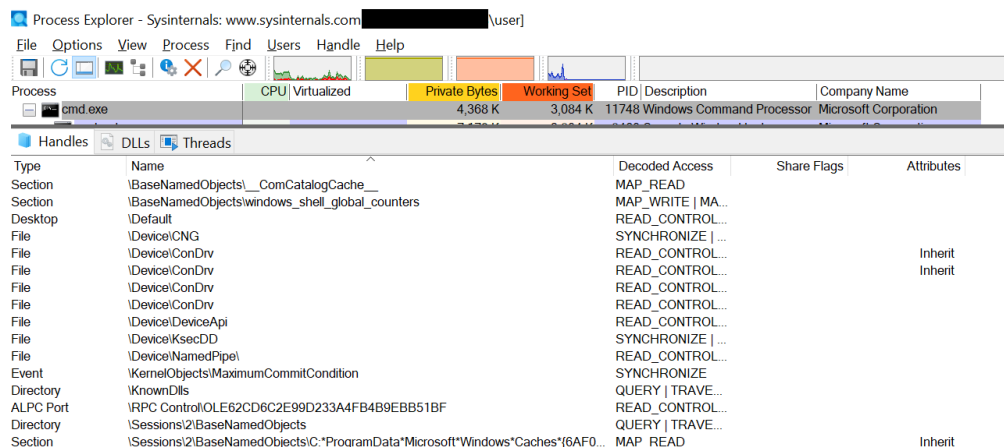 Process Explorer - Sysinternals: www.sysinternals.com \user]
File Options View Process Find Users Handle Help
Process CPU Virtualized Private Bytes Working Set PID Description Company Name
cmd.exe 4,368 K 3,084 K 11748 Windows Command Processor Microsoft Corporation
Handles DLLs Threads
Type Name Decoded Access Share Flags Attributes
Section \BaseNamedObjects\__ComCatalogCache__ MAP_READ
Section \BaseNamedObjects\windows_shell_global_counters MAP_WRITE | MA...
Desktop \Default READ_CONTROL...
File \Device\CNG SYNCHRONIZE | ...
File \Device\ConDrv READ_CONTROL... Inherit
File \Device\ConDrv READ_CONTROL... Inherit
File \Device\ConDrv READ_CONTROL...
File \Device\ConDrv READ_CONTROL...
File \Device\DeviceApi READ_CONTROL...
File \Device\KsecDD SYNCHRONIZE | ...
File \Device\NamedPipe\ READ_CONTROL...
Event \KernelObjects\MaximumCommitCondition SYNCHRONIZE
Directory \KnownDlls QUERY | TRAVE...
ALPC Port \RPC Control\OLE62CD6C2E99D233A4FB4B9EBB51BF READ_CONTROL...
Directory \Sessions\2\BaseNamedObjects QUERY | TRAVE...
Section \Sessions\2\BaseNamedObjects\C:*ProgramData*Microsoft*Windows*Caches*{6AF0... MAP_READ Inherit